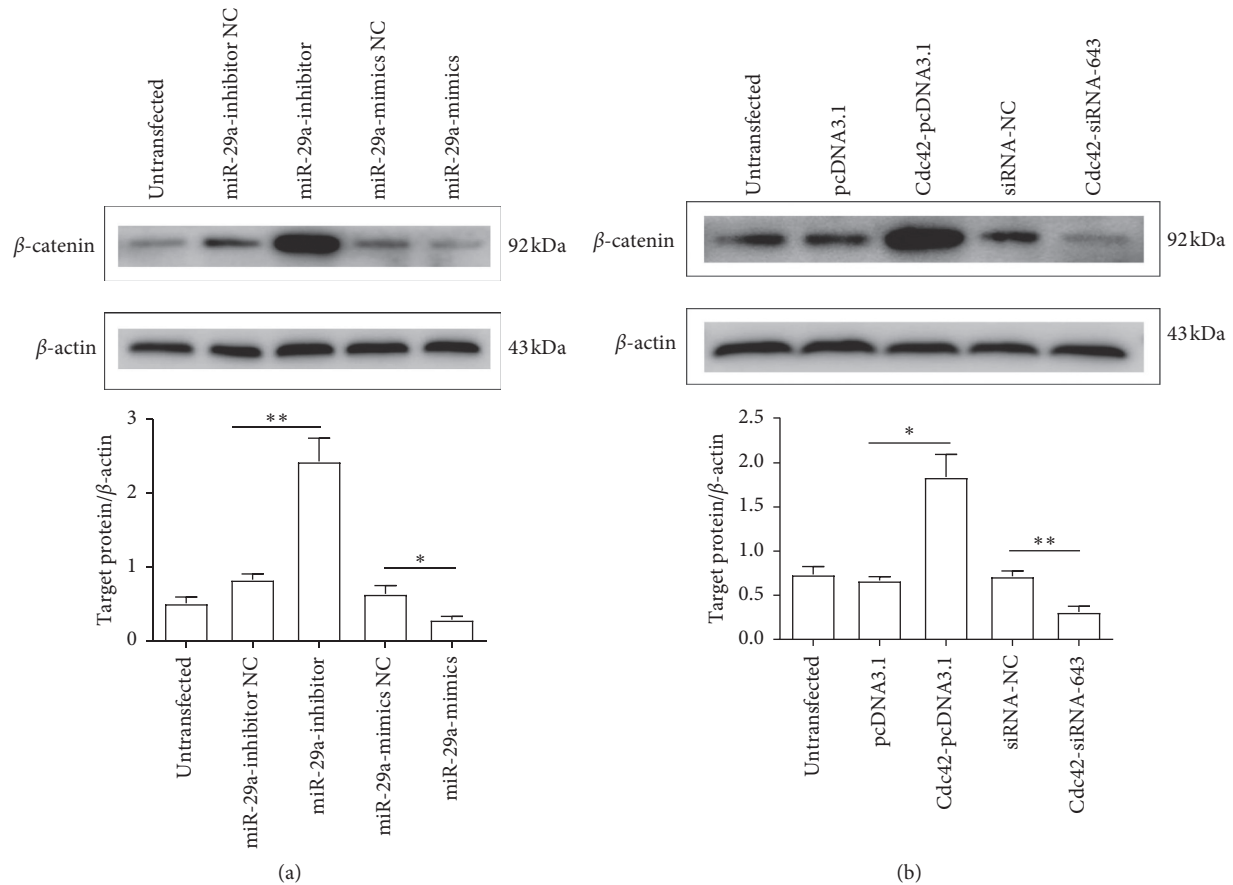 Untransfected
miR-29a-inhibitor NC
miR-29a-inhibitor
miR-29a-mimics NC
miR-29a-mimics
β-catenin
92 kDa
β-actin
43 kDa
Target protein/β-actin
3
2
1
0
**
*
Untransfected
miR-29a-inhibitor NC
miR-29a-inhibitor
miR-29a-mimics NC
miR-29a-mimics
(a)
Untransfected
pcDNA3.1
Cdc42-pcDNA3.1
siRNA-NC
Cdc42-siRNA-643
β-catenin
92 kDa
β-actin
43 kDa
Target protein/β-actin
2.5
2.0
1.5
1.0
0.5
0.0
*
**
Untransfected
pcDNA3.1
Cdc42-pcDNA3.1
siRNA-NC
Cdc42-siRNA-643
(b)